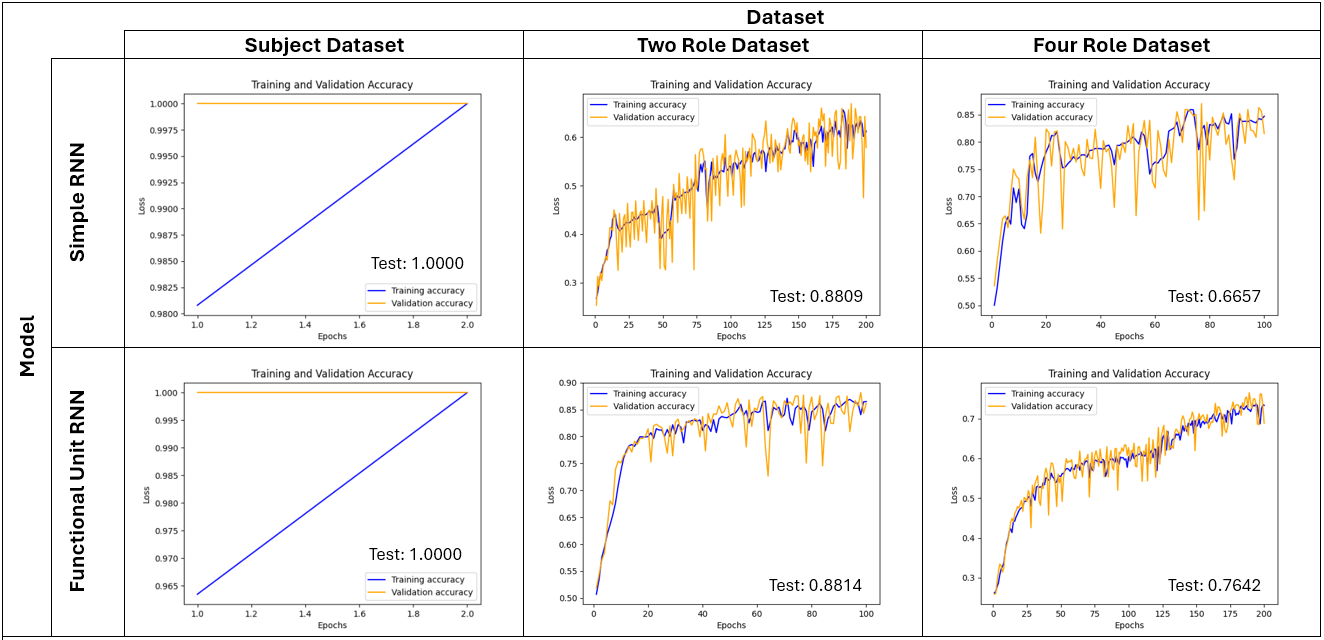 Dataset
Subject Dataset
Two Role Dataset
Four Role Dataset
Model
Simple RNN
Training and Validation Accuracy
Loss
1.0000
0.9975
0.9950
0.9925
0.9900
0.9875
0.9850
0.9825
0.9800
Test: 1.0000
Training accuracy
Validation accuracy
1.0 1.2 1.4 1.6 1.8 2.0
Epochs
Training and Validation Accuracy
Training accuracy
Validation accuracy
Loss
0.6
0.5
0.4
0.3
Test: 0.8809
0 25 50 75 100 125 150 175 200
Epochs
Training and Validation Accuracy
Training accuracy
Validation accuracy
Loss
0.85
0.80
0.75
0.70
0.65
0.60
0.55
0.50
Test: 0.6657
0 20 40 60 80 100
Epochs
Functional Unit RNN
Training and Validation Accuracy
Loss
1.000
0.995
0.990
0.985
0.980
0.975
0.970
0.965
Test: 1.0000
Training accuracy
Validation accuracy
1.0 1.2 1.4 1.6 1.8 2.0
Epochs
Training and Validation Accuracy
Training accuracy
Validation accuracy
Loss
0.90
0.85
0.80
0.75
0.70
0.65
0.60
0.55
0.50
Test: 0.8814
0 20 40 60 80 100
Epochs
Training and Validation Accuracy
Training accuracy
Validation accuracy
Loss
0.7
0.6
0.5
0.4
0.3
Test: 0.7642
0 25 50 75 100 125 150 175 200
Epochs